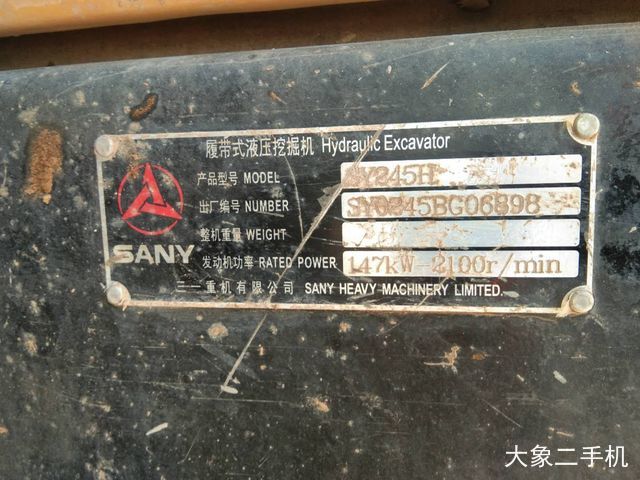 履带式液压挖掘机 Hydraulic Excavator
产品型号 MODEL SY245H
出厂编号 NUMBER SY0245BG06B98
整机重量 WEIGHT
发动机功率 RATED POWER 147kW-2100r/min
SANY
三一重机有限公司 SANY HEAVY MACHINERY LIMITED.
大象二手机